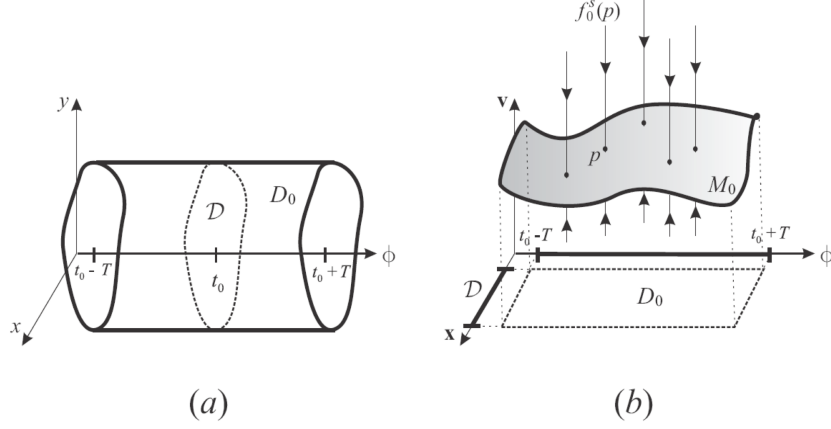 y
D₀
𝒟
t₀ - T
t₀
t₀ + T
ϕ
x
(a)
f₀ˢ(p)
v
p
M₀
t₀ - T
t₀ + T
ϕ
𝒟
D₀
x
(b)